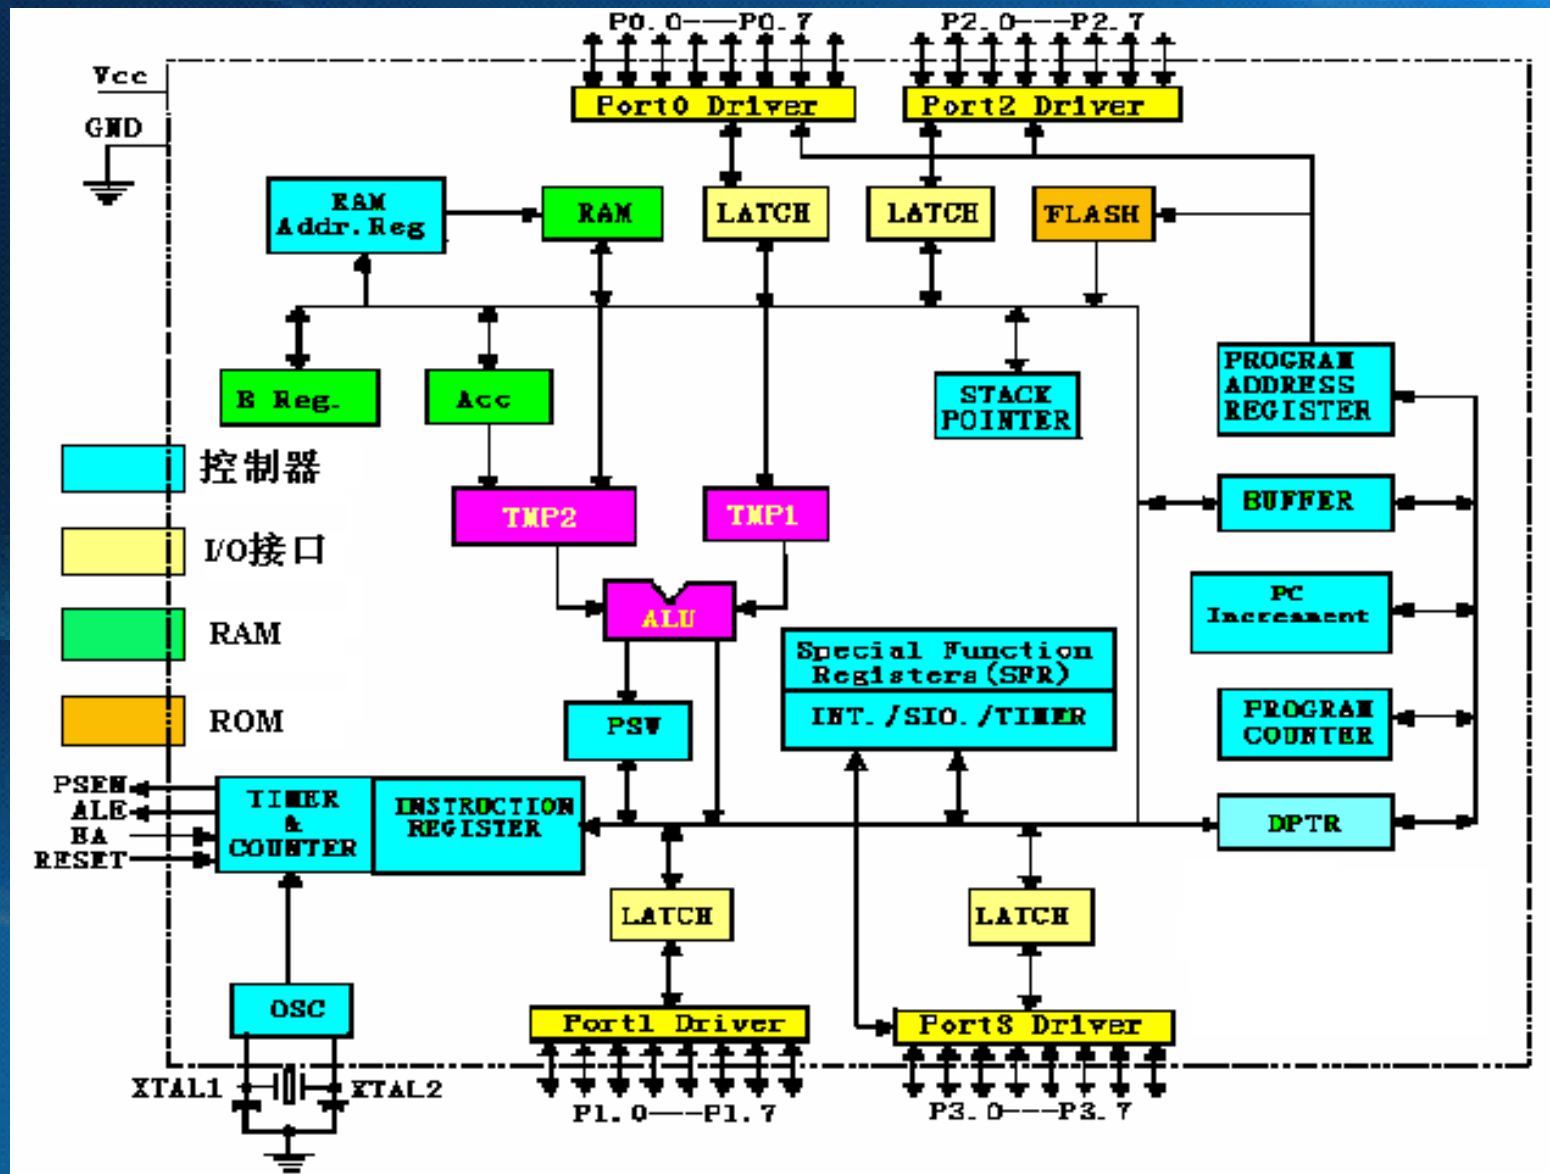 P0.0---P0.7
P2.0---P2.7
Vcc
GND
Port0 Driver
Port2 Driver
RAM
Addr.Reg
RAM
LATCH
LATCH
FLASH
B Reg.
Acc
STACK
POINTER
PROGRAM
ADDRESS
REGISTER
控制器
I/O接口
RAM
ROM
TMP2
TMP1
BUFFER
ALU
PC
Increament
Special Function
Registers(SFR)
INT./SIO./TIMER
PSW
PROGRAM
COUNTER
PSEN
ALE
EA
RESET
TIMER
&
COUNTER
INSTRUCTION
REGISTER
DPTR
LATCH
LATCH
OSC
Port1 Driver
Port3 Driver
XTAL1
XTAL2
P1.0---P1.7
P3.0---P3.7